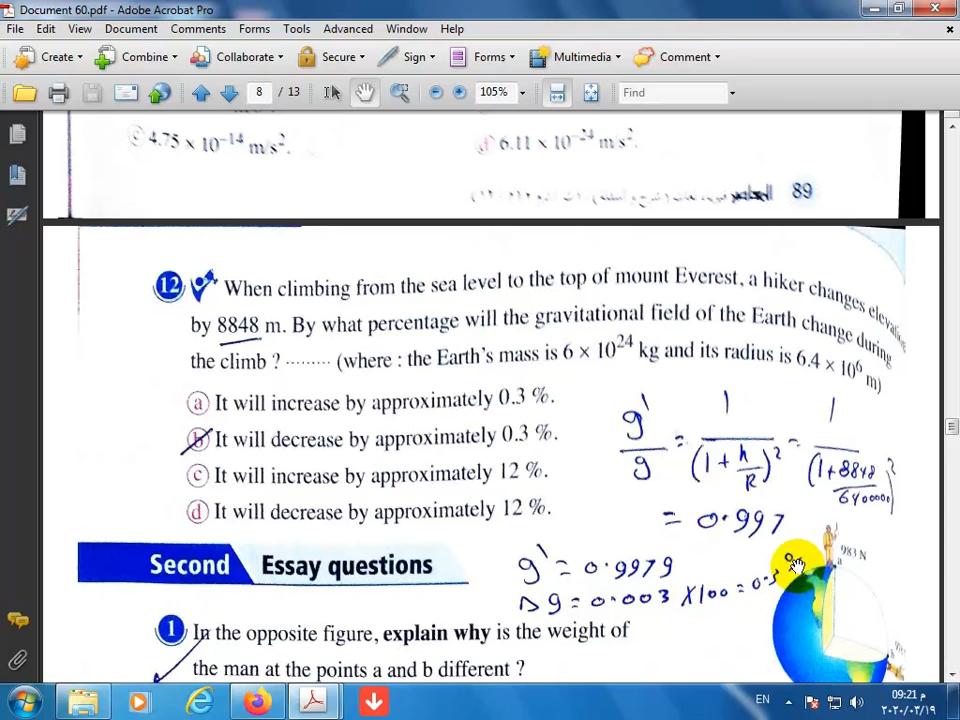 Document 60.pdf - Adobe Acrobat Pro
File Edit View Document Comments Forms Tools Advanced Window Help
Create Combine Collaborate Secure Sign Forms Multimedia Comment
8 / 13 105% Find
c 4.75 × 10⁻¹⁴ m/s².
d 6.11 × 10⁻²⁴ m/s².
89
12 When climbing from the sea level to the top of mount Everest, a hiker changes elevation
by 8848 m. By what percentage will the gravitational field of the Earth change during
the climb ? ········ (where : the Earth's mass is 6 × 10²⁴ kg and its radius is 6.4 × 10⁶ m)
a It will increase by approximately 0.3 %.
b It will decrease by approximately 0.3 %.
c It will increase by approximately 12 %.
d It will decrease by approximately 12 %.
g'/g = 1/(1 + h/R)² = 1/(1+8848/6400000)²
= 0.997
g' = 0.997g
Δg = 0.003 × 100 = 0.3 %
983 N
a
Second Essay questions
1 In the opposite figure, explain why is the weight of
the man at the points a and b different ?
EN
09:21 م
٢٠٢٠/٠٣/١٩